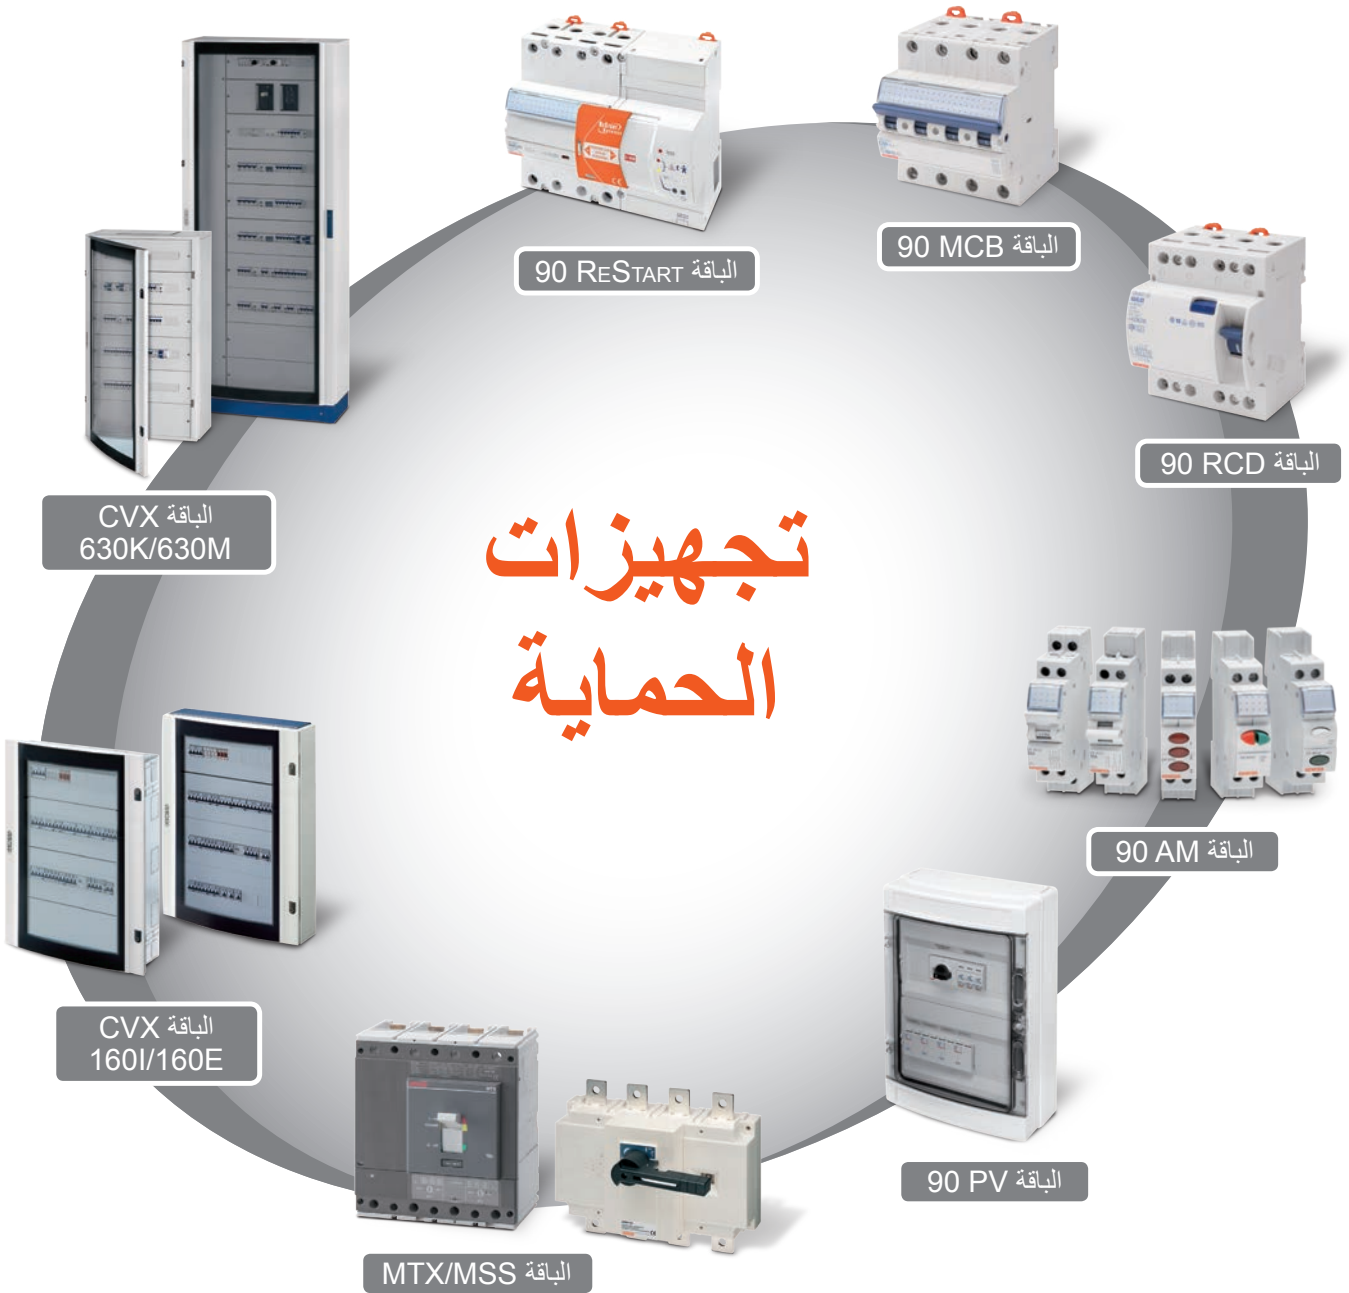 الباقة 90 MCB
الباقة 90 RESTART
الباقة 90 RCD
الباقة CVX
630K/630M
تجهيزات
الحماية
الباقة 90 AM
الباقة CVX
160I/160E
الباقة 90 PV
الباقة MTX/MSS